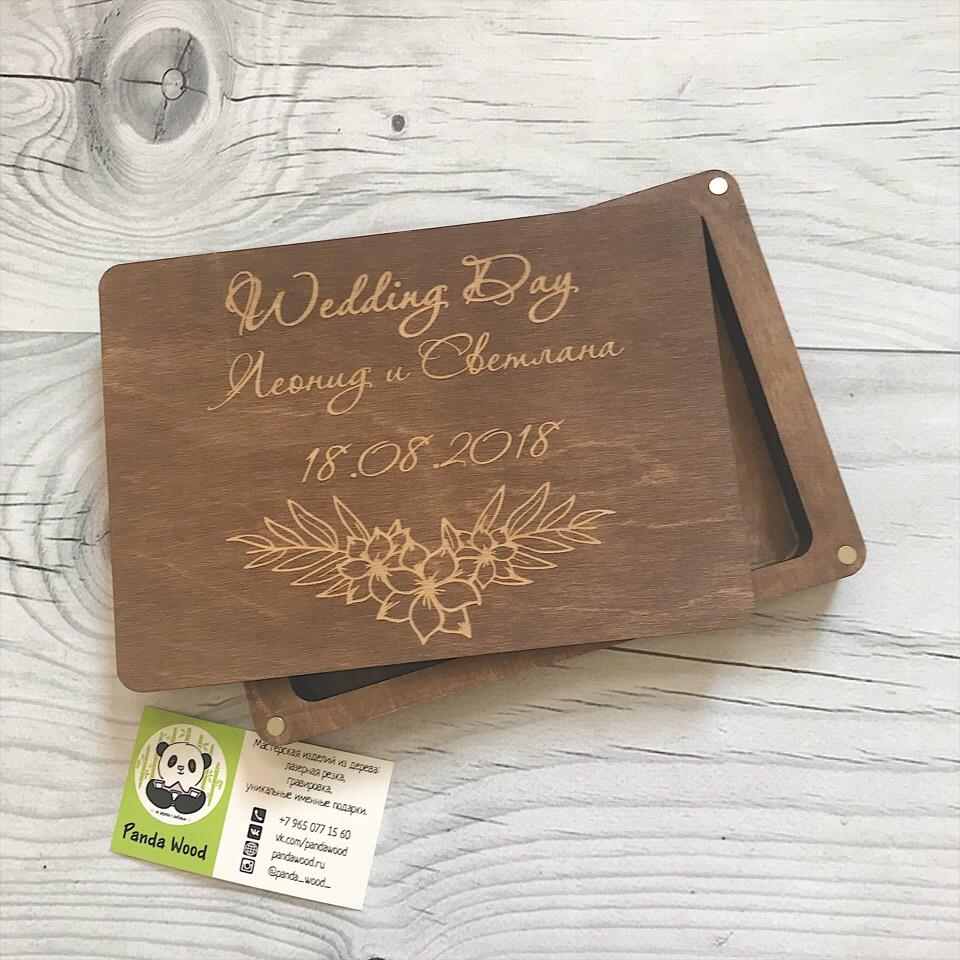 Wedding Day
Леонид и Светлана
18.08.2018
Panda Wood
Мастерская изделий из дерева:
лазерная резка,
гравировка,
уникальные именные подарки.
+7 965 077 15 60
vk.com/pandawood
pandawood.ru
@panda_wood_